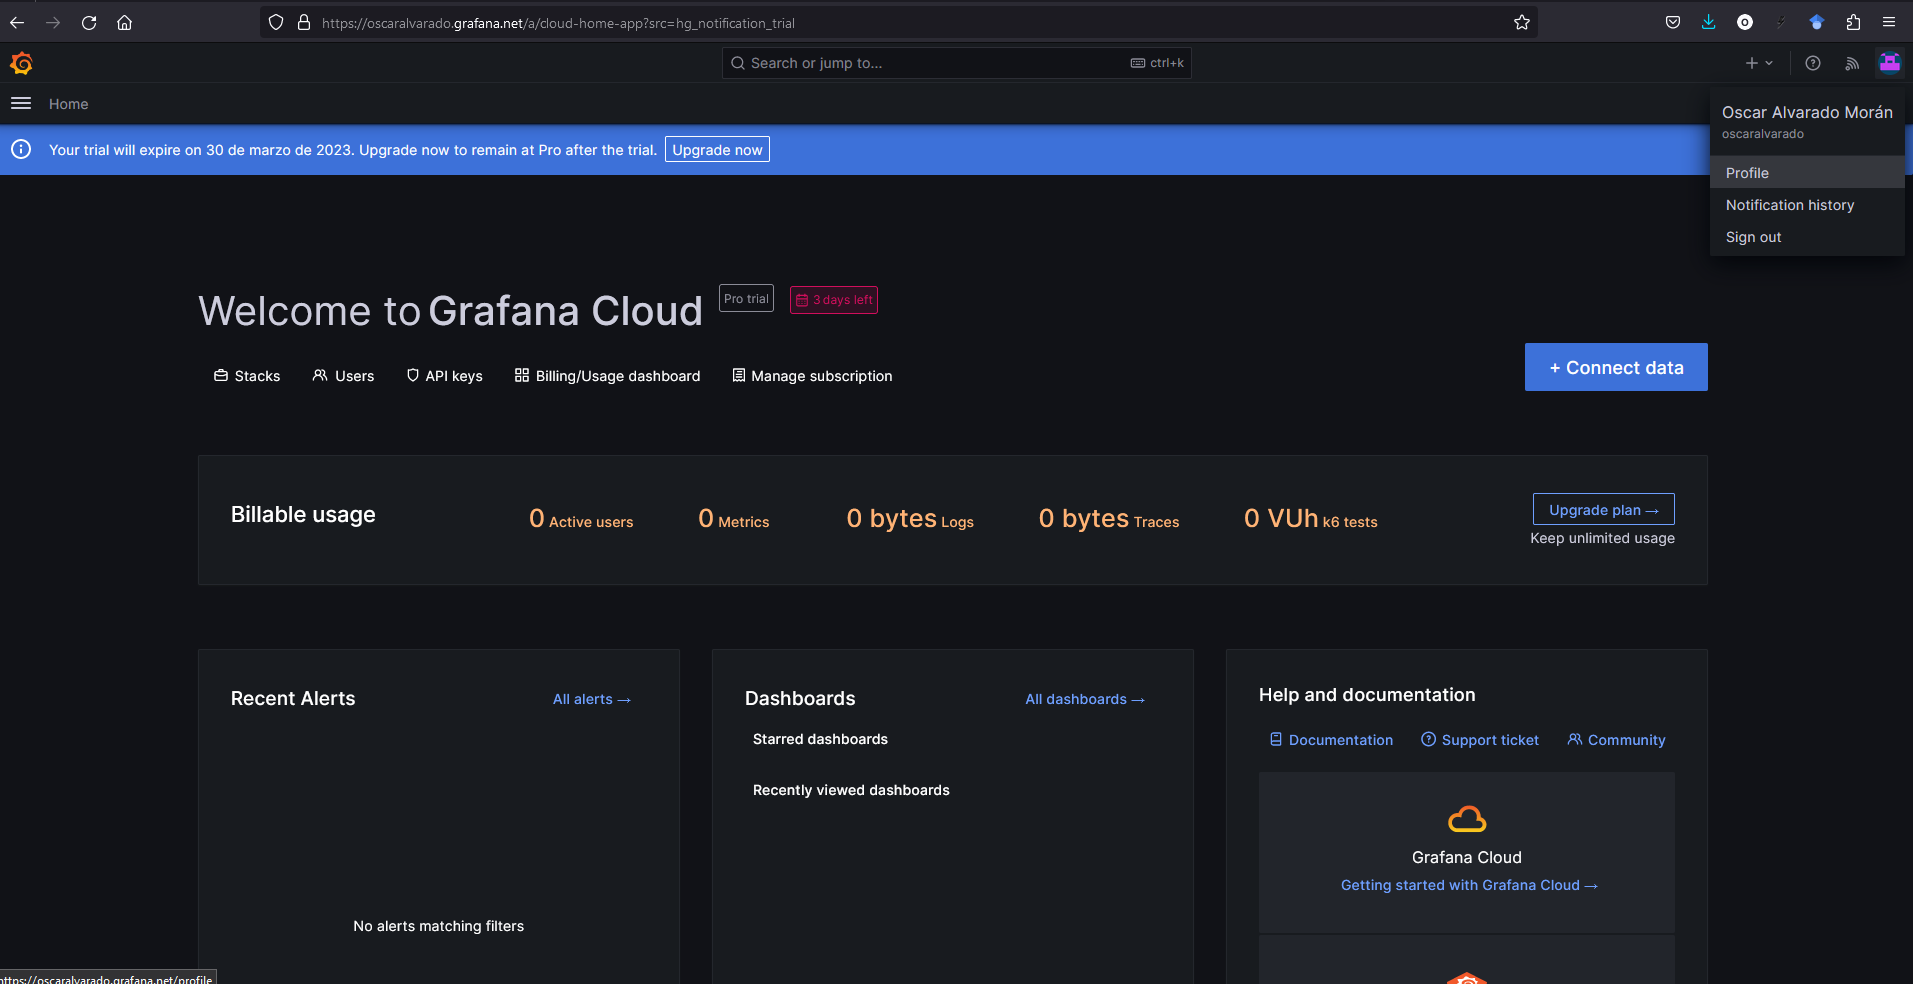 https://oscaralvarado.grafana.net/a/cloud-home-app?src=hg_notification_trial
Search or jump to...
ctrl+k
Home
Oscar Alvarado Morán
oscaralvarado
Your trial will expire on 30 de marzo de 2023. Upgrade now to remain at Pro after the trial.
Upgrade now
Profile
Notification history
Sign out
Welcome to Grafana Cloud
Pro trial
3 days left
Stacks
Users
API keys
Billing/Usage dashboard
Manage subscription
+ Connect data
Billable usage
0 Active users
0 Metrics
0 bytes Logs
0 bytes Traces
0 VUh k6 tests
Upgrade plan →
Keep unlimited usage
Recent Alerts
All alerts →
No alerts matching filters
Dashboards
All dashboards →
Starred dashboards
Recently viewed dashboards
Help and documentation
Documentation
Support ticket
Community
Grafana Cloud
Getting started with Grafana Cloud →
https://oscaralvarado.grafana.net/profile